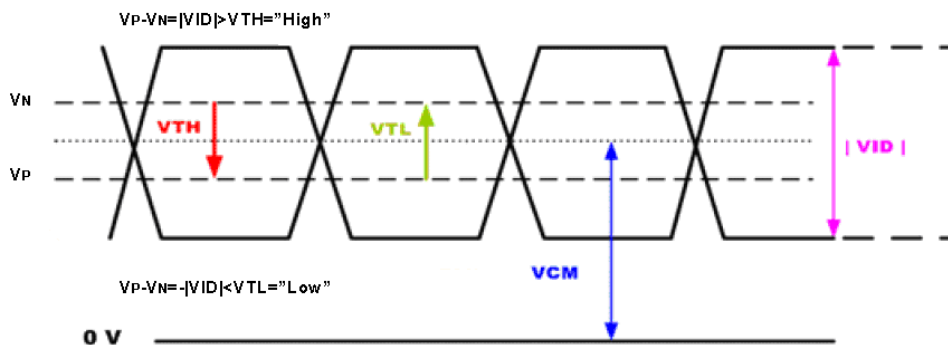 VP-VN=|VID|>VTH="High"
VN
VTH
VTL
| VID |
VP
VCM
VP-VN=-|VID|<VTL="Low"
0 V